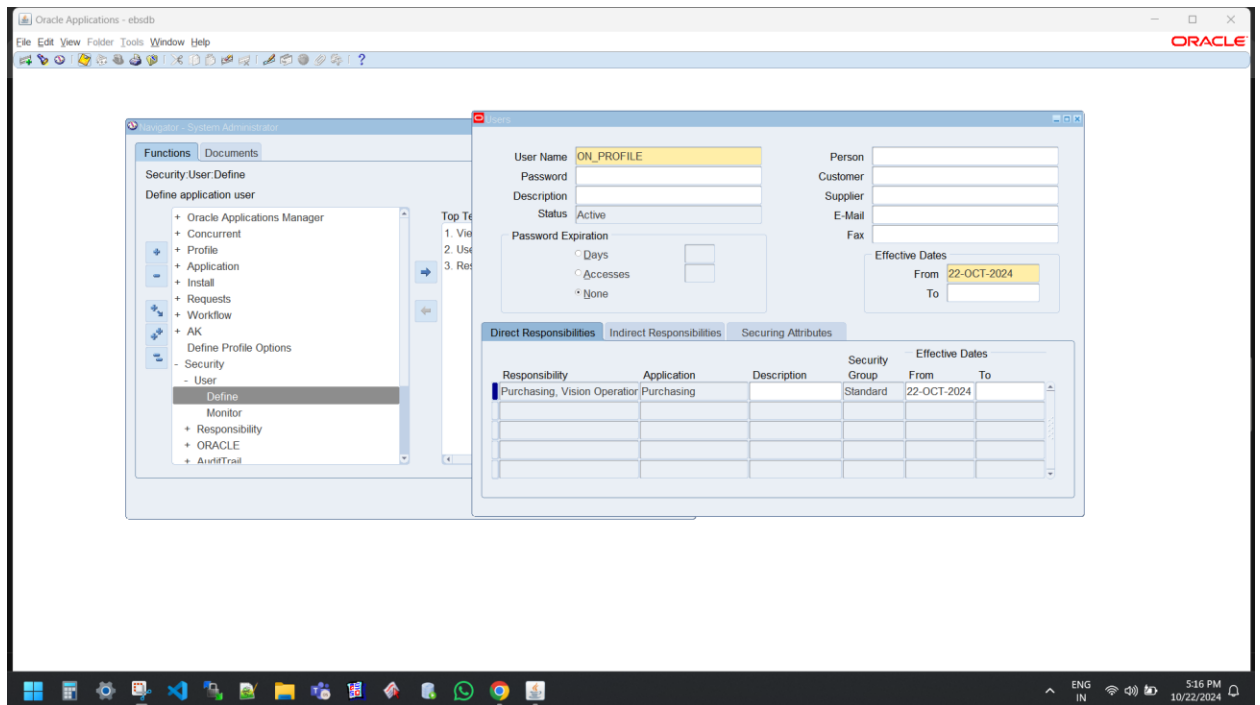 Oracle Applications - ebsdb
File Edit View Folder Tools Window Help
ORACLE
Navigator - System Administrator
Functions Documents
Security:User:Define
Define application user
+ Oracle Applications Manager
+ Concurrent
+ Profile
+ Application
+ Install
+ Requests
+ Workflow
+ AK
Define Profile Options
- Security
- User
Define
Monitor
+ Responsibility
+ ORACLE
+ AuditTrail
Top Te
1. Vie
2. Use
3. Res
Users
User Name ON_PROFILE
Password
Description
Status Active
Person
Customer
Supplier
E-Mail
Fax
Password Expiration
Days
Accesses
None
Effective Dates
From 22-OCT-2024
To
Direct Responsibilities Indirect Responsibilities Securing Attributes
Effective Dates
Responsibility Application Description Security Group From To
Purchasing, Vision Operation Purchasing Standard 22-OCT-2024
ENG
IN
5:16 PM
10/22/2024